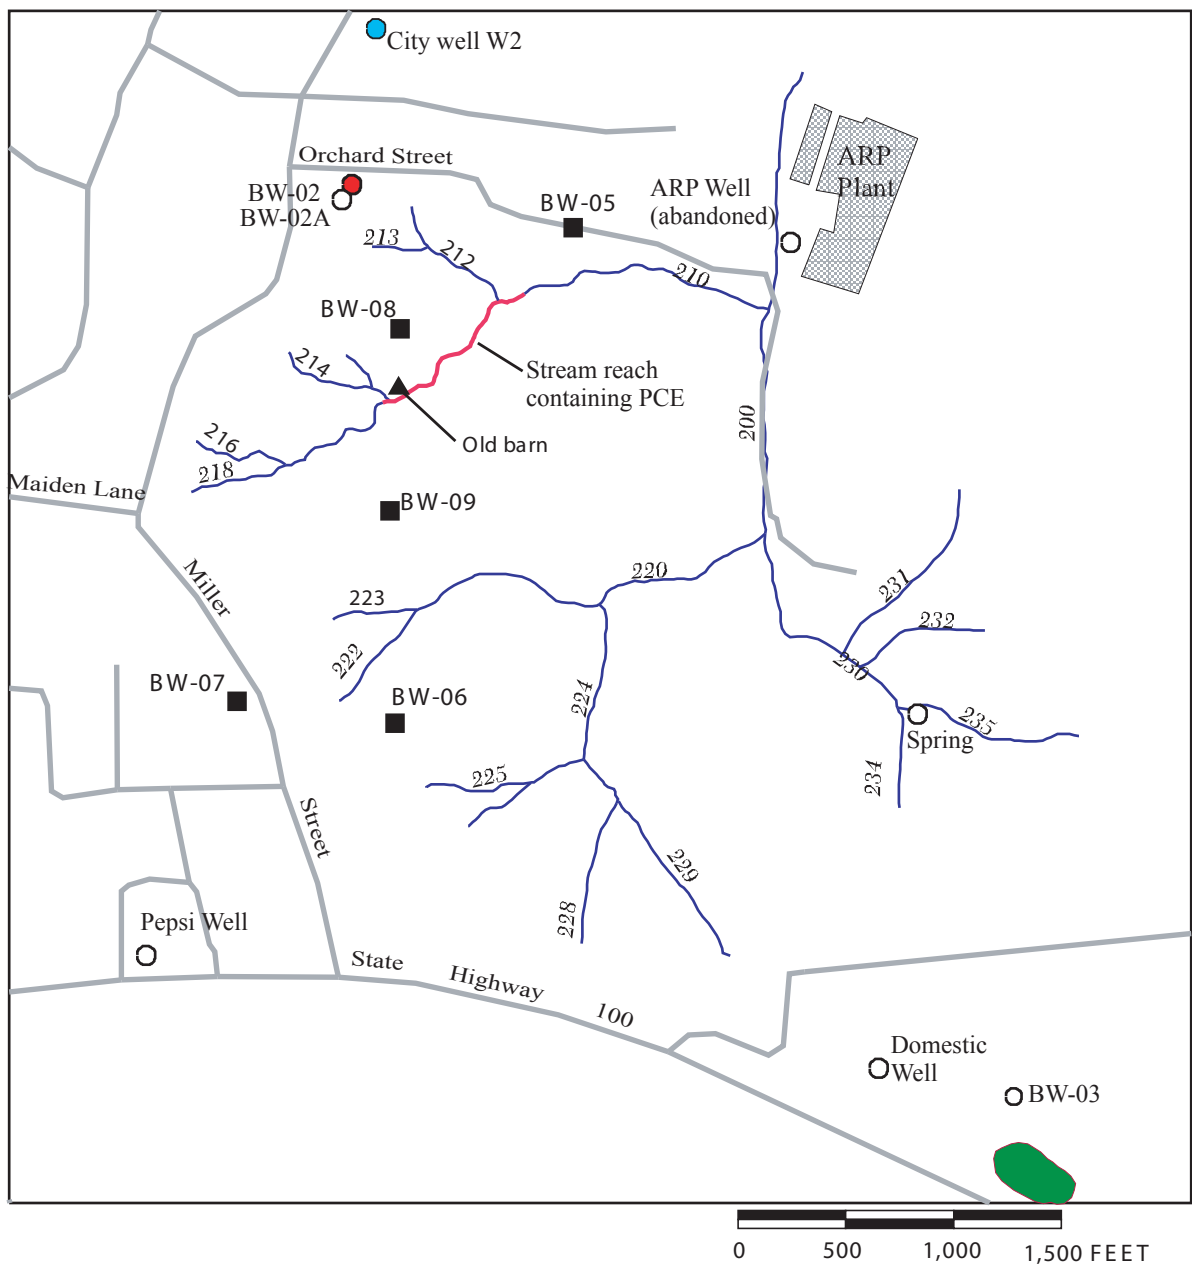 City well W2
Orchard Street
ARP
Plant
BW-02
BW-02A
ARP Well
(abandoned)
BW-05
213
212
210
BW-08
214
Stream reach
containing PCE
200
216
218
Old barn
Maiden Lane
BW-09
Miller
220
231
223
232
222
230
BW-07
BW-06
224
235
Spring
225
234
Street
229
228
Pepsi Well
State
Highway
100
Domestic
Well
BW-03
0 500 1,000 1,500 FEET